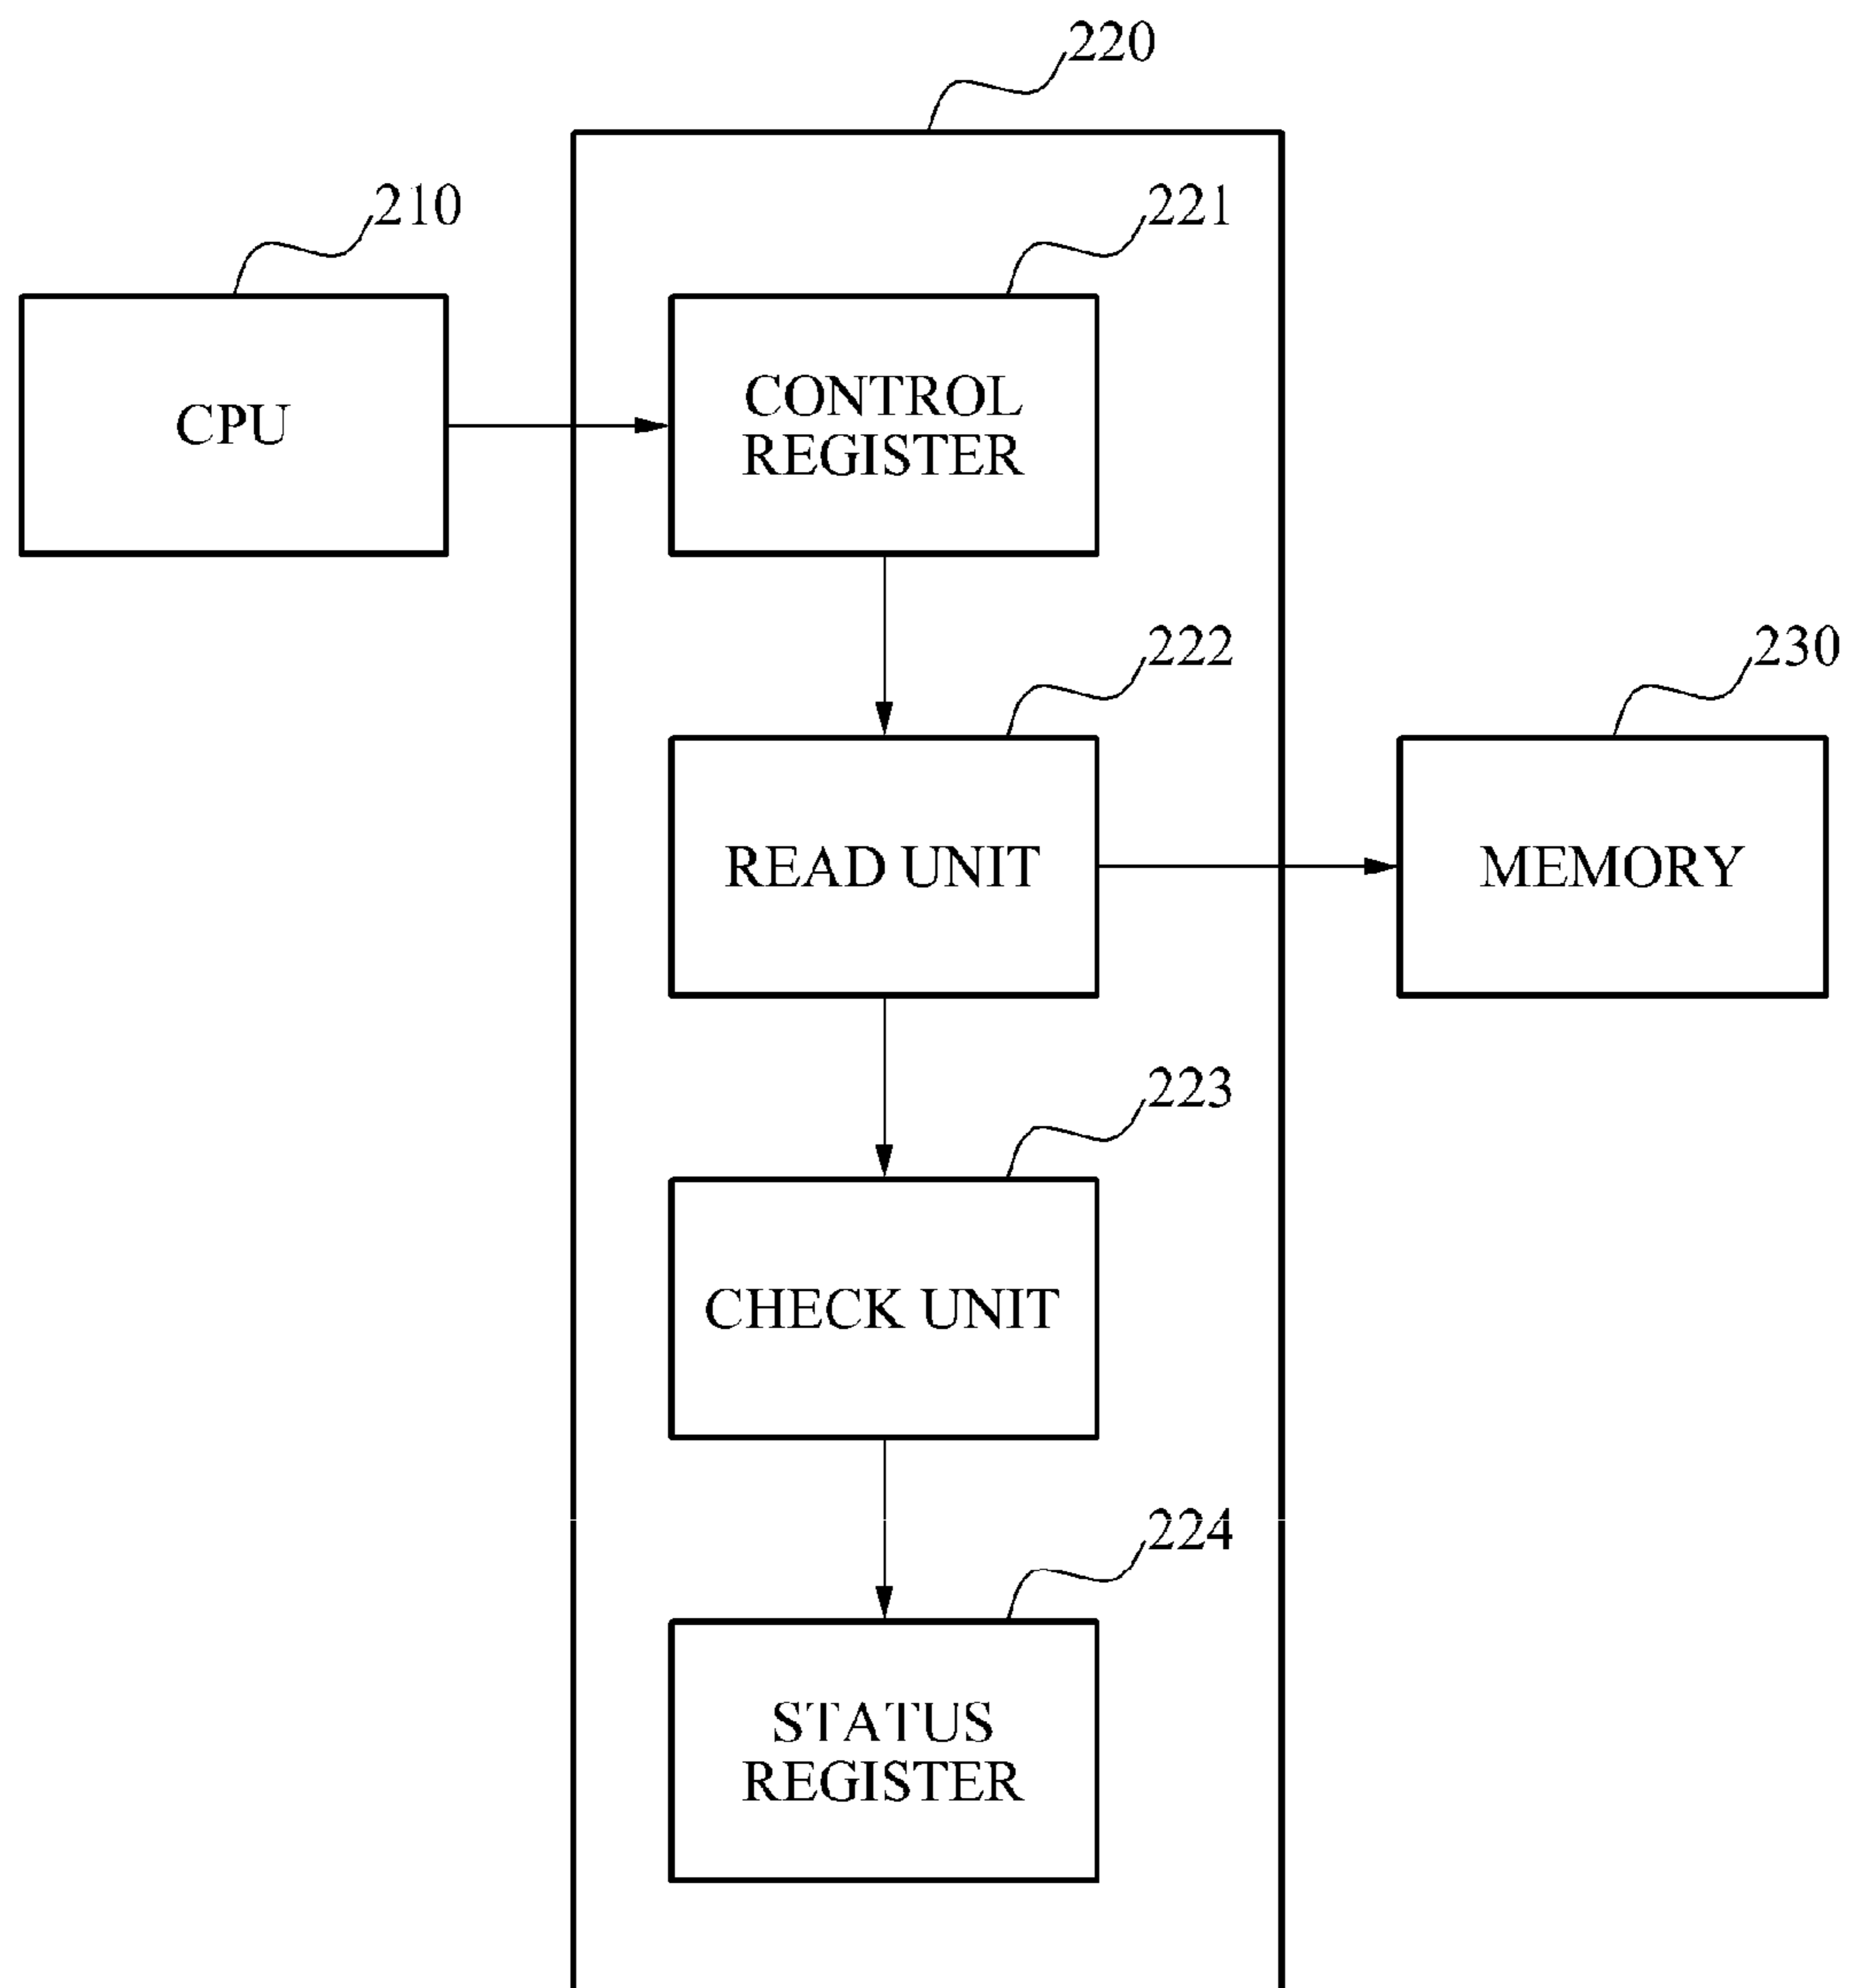 220
210
221
CPU
CONTROL
REGISTER
222
230
READ UNIT
MEMORY
223
CHECK UNIT
224
STATUS
REGISTER